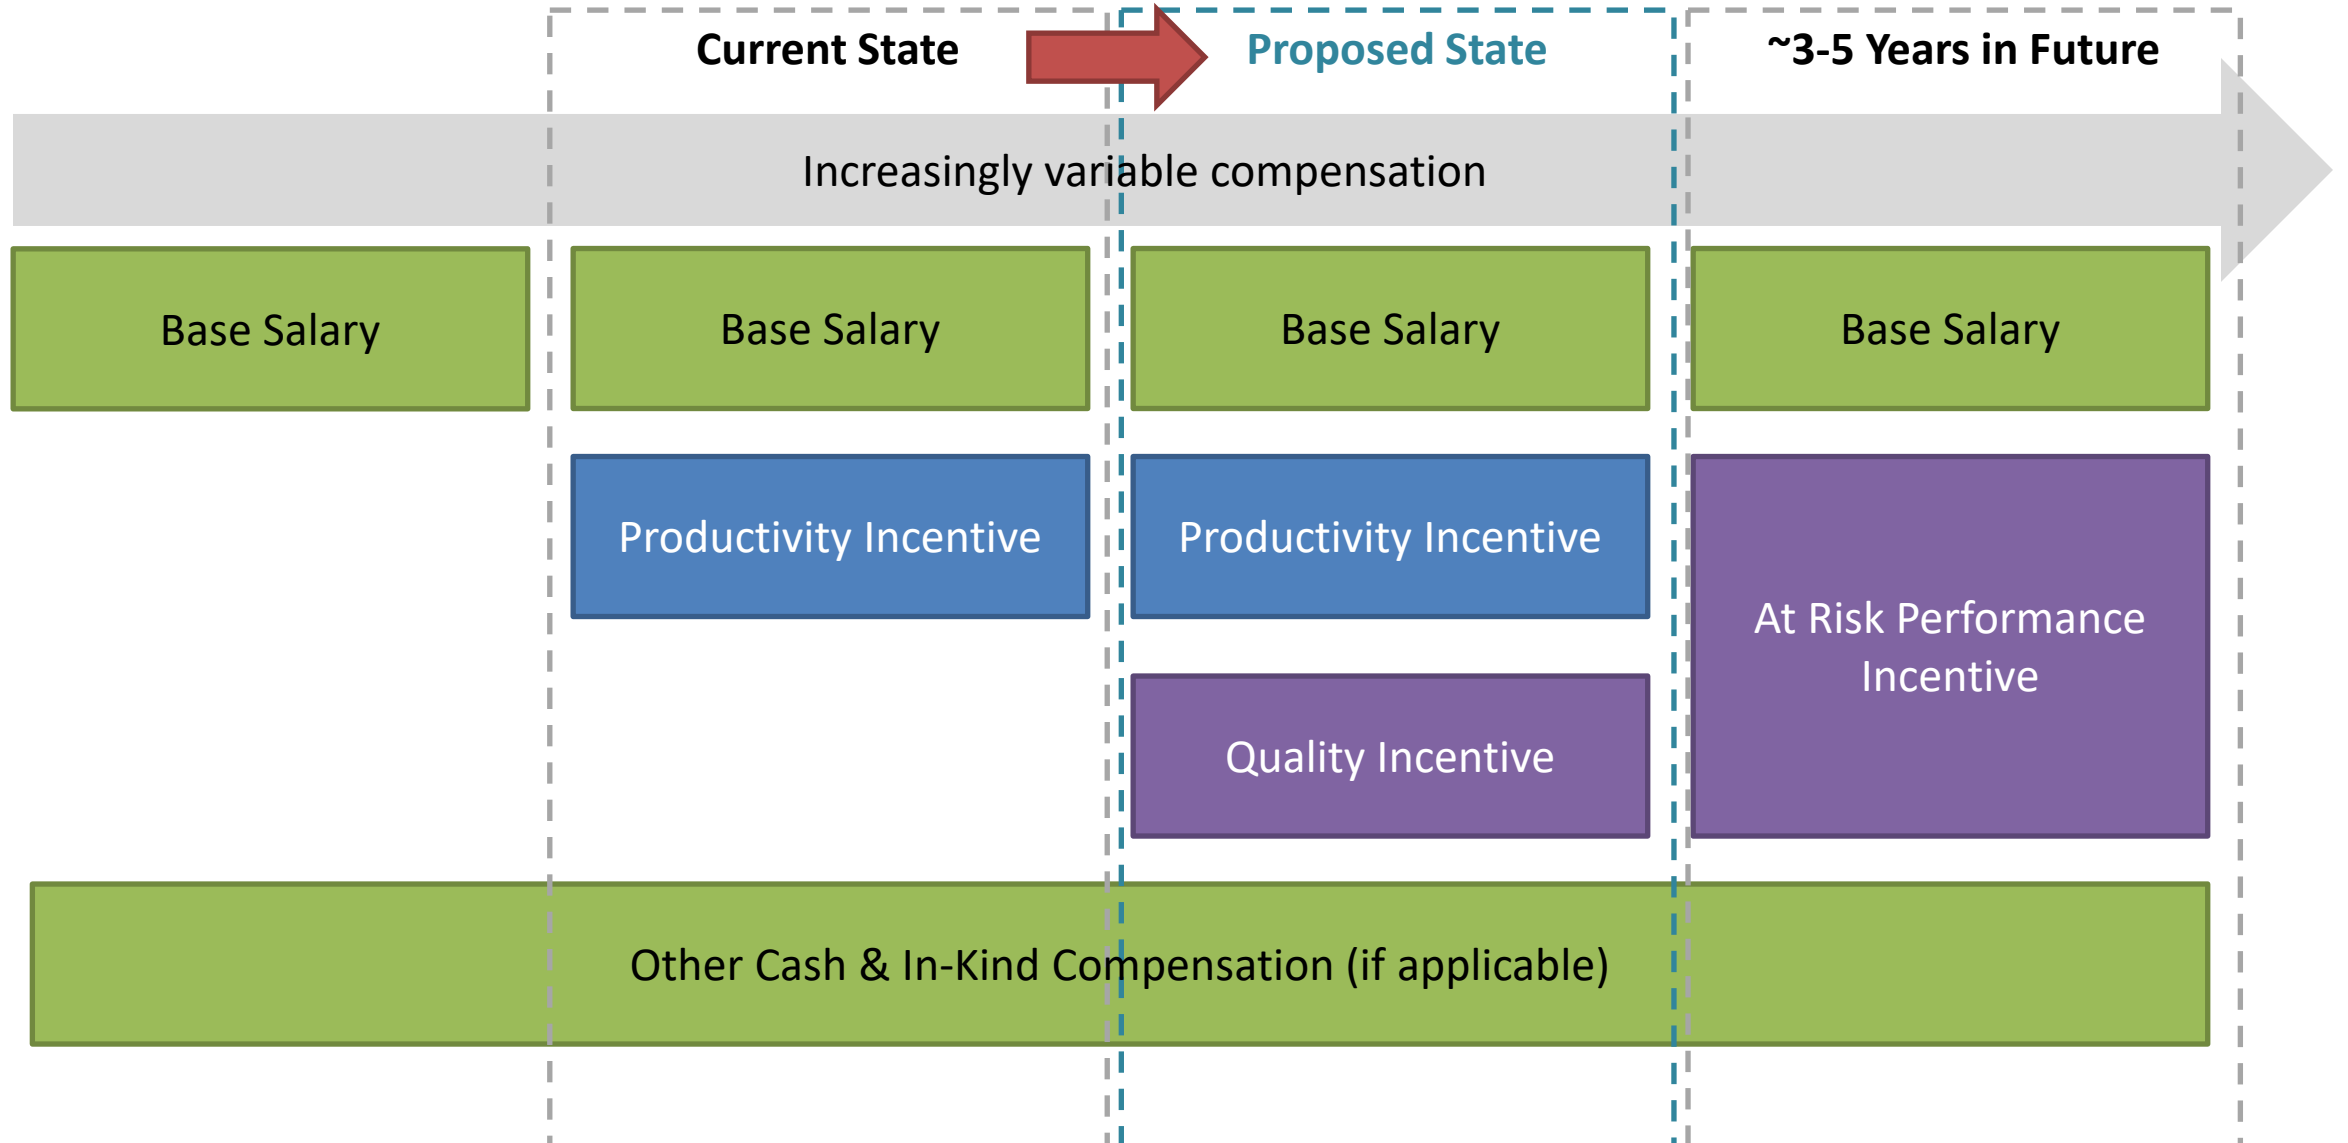 Current State
Proposed State
~3-5 Years in Future
Increasingly variable compensation
Base Salary
Base Salary
Base Salary
Base Salary
Productivity Incentive
Productivity Incentive
At Risk Performance
Incentive
Quality Incentive
Other Cash & In-Kind Compensation (if applicable)